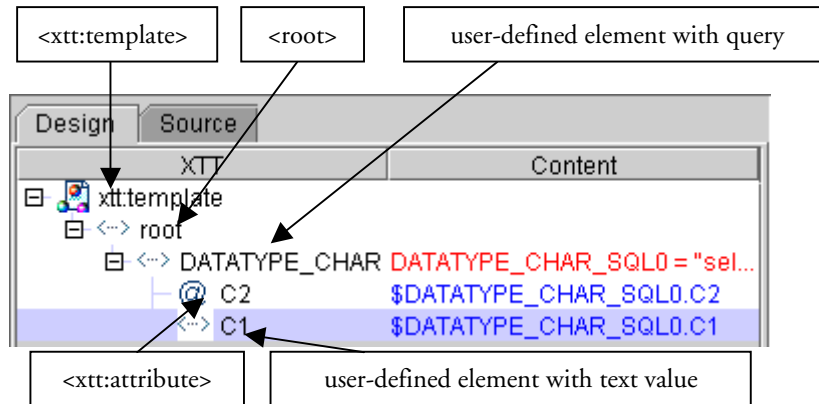 <xtt:template> <root> user-defined element with query
Design Source
XTT Content
xtt:template
root
DATATYPE_CHAR DATATYPE_CHAR_SQL0 = "sel...
@ C2 $DATATYPE_CHAR_SQL0.C2
C1 $DATATYPE_CHAR_SQL0.C1
<xtt:attribute> user-defined element with text value